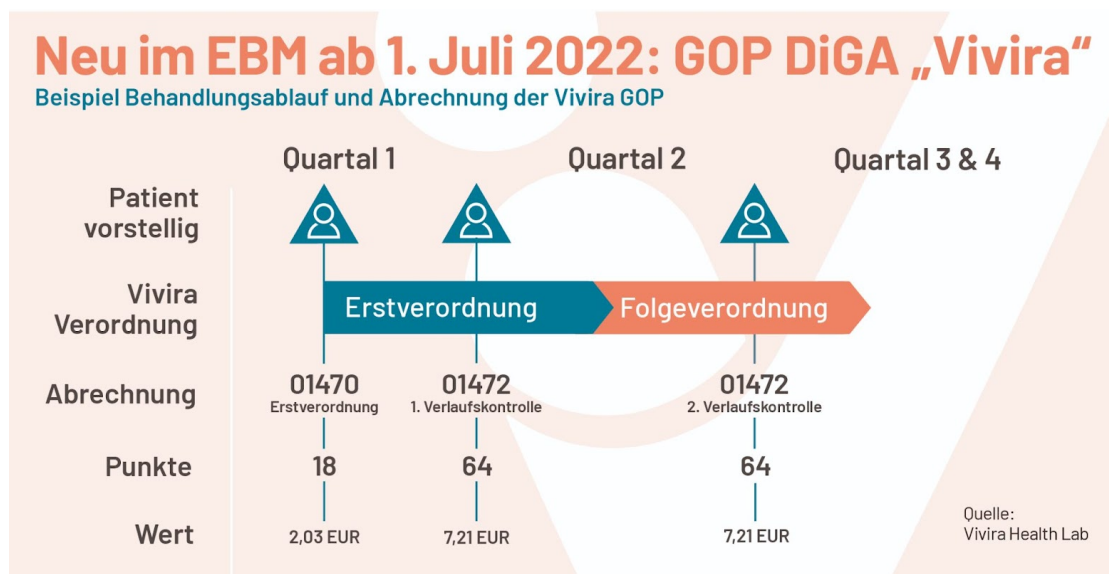 Neu im EBM ab 1. Juli 2022: GOP DiGA „Vivira“
Beispiel Behandlungsablauf und Abrechnung der Vivira GOP
Quartal 1
Quartal 2
Quartal 3 & 4
Patient
vorstellig
Vivira
Verordnung
Erstverordnung
Folgeverordnung
Abrechnung
01470
Erstverordnung
01472
1. Verlaufskontrolle
01472
2. Verlaufskontrolle
Punkte
18
64
64
Wert
2,03 EUR
7,21 EUR
7,21 EUR
Quelle:
Vivira Health Lab